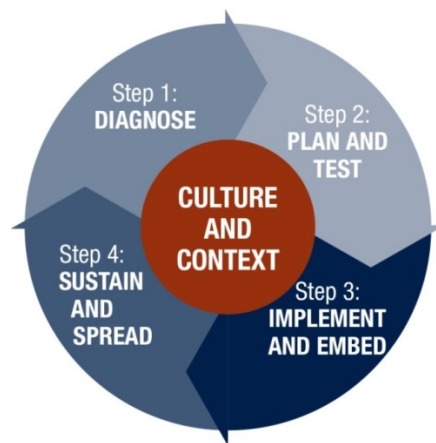 Step 1:
DIAGNOSE
Step 2:
PLAN AND
TEST
CULTURE
AND
CONTEXT
Step 3:
IMPLEMENT
AND EMBED
Step 4:
SUSTAIN
AND
SPREAD